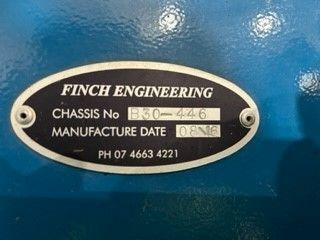 FINCH ENGINEERING
CHASSIS No B30-446
MANUFACTURE DATE 08-16
PH 07 4663 4221